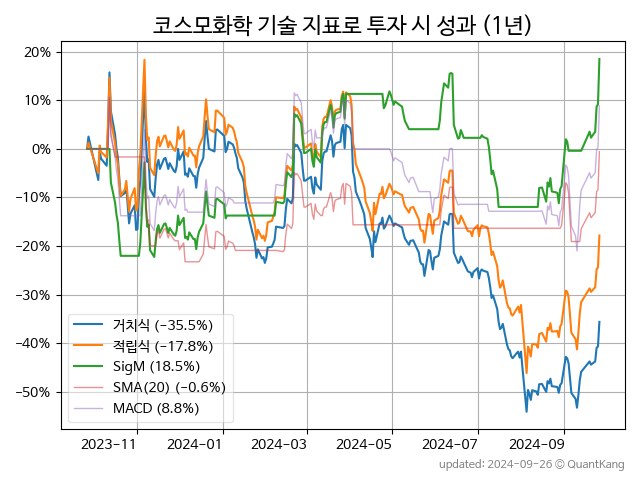 코스모화학 기술 지표로 투자 시 성과 (1년)
20%
10%
0%
−10%
−20%
−30%
−40%
−50%
거치식 (−35.5%)
적립식 (−17.8%)
SigM (18.5%)
SMA(20) (−0.6%)
MACD (8.8%)
2023-11 2024-01 2024-03 2024-05 2024-07 2024-09
updated: 2024-09-26 © QuantKang